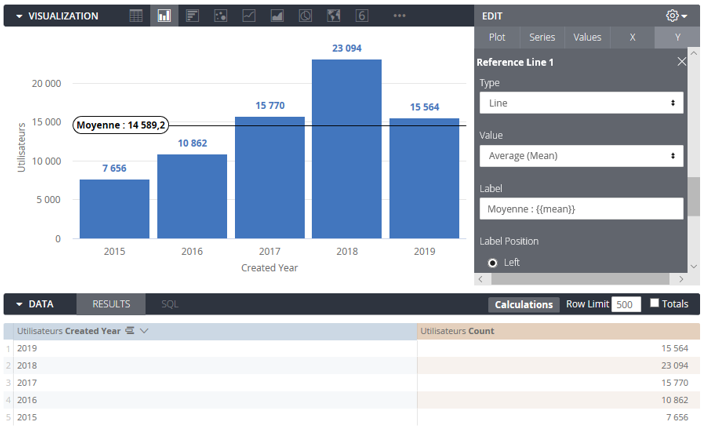 VISUALIZATION
6
EDIT
Plot Series Values X Y
23 094
20 000
15 770
15 564
15 000
Moyenne : 14 589,2
10 862
10 000
7 656
5 000
0
Utilisateurs
2015 2016 2017 2018 2019
Created Year
Reference Line 1
Type
Line
Value
Average (Mean)
Label
Moyenne : {{mean}}
Label Position
Left
DATA RESULTS SQL Calculations Row Limit 500 Totals
Utilisateurs Created Year Utilisateurs Count
1 2019 15 564
2 2018 23 094
3 2017 15 770
4 2016 10 862
5 2015 7 656